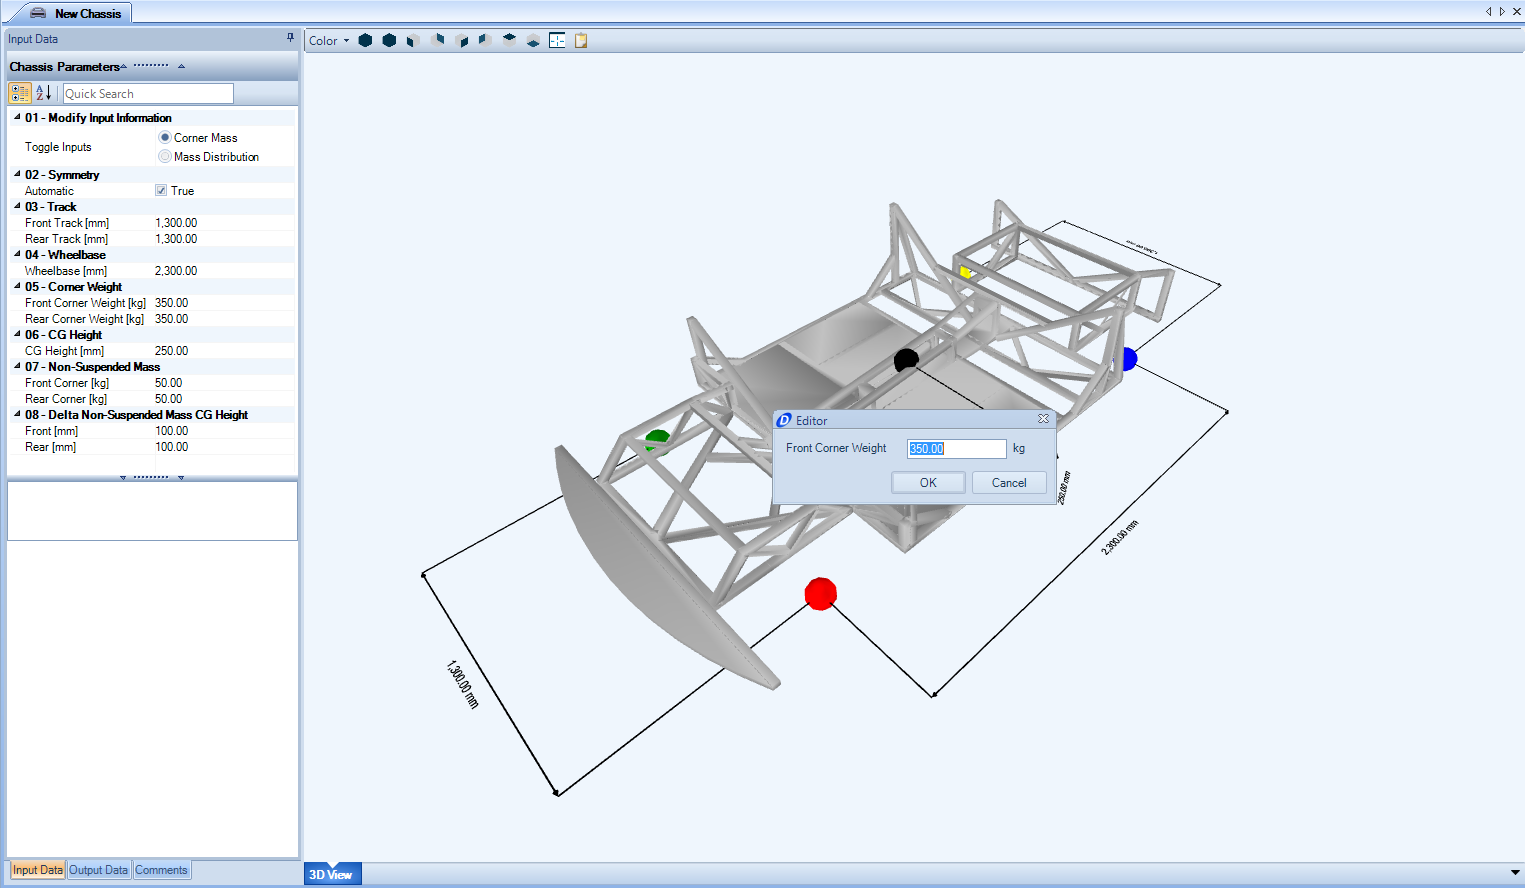 New Chassis
Input Data
Chassis Parameters
Quick Search
01 - Modify Input Information
Toggle Inputs
Corner Mass
Mass Distribution
02 - Symmetry
Automatic True
03 - Track
Front Track [mm] 1,300.00
Rear Track [mm] 1,300.00
04 - Wheelbase
Wheelbase [mm] 2,300.00
05 - Corner Weight
Front Corner Weight [kg] 350.00
Rear Corner Weight [kg] 350.00
06 - CG Height
CG Height [mm] 250.00
07 - Non-Suspended Mass
Front Corner [kg] 50.00
Rear Corner [kg] 50.00
08 - Delta Non-Suspended Mass CG Height
Front [mm] 100.00
Rear [mm] 100.00
Input Data Output Data Comments
Color
1,300.00 mm
Editor
Front Corner Weight 350.00 kg
OK Cancel
250.00 mm
2,300.00 mm
1,300.00 mm
3D View